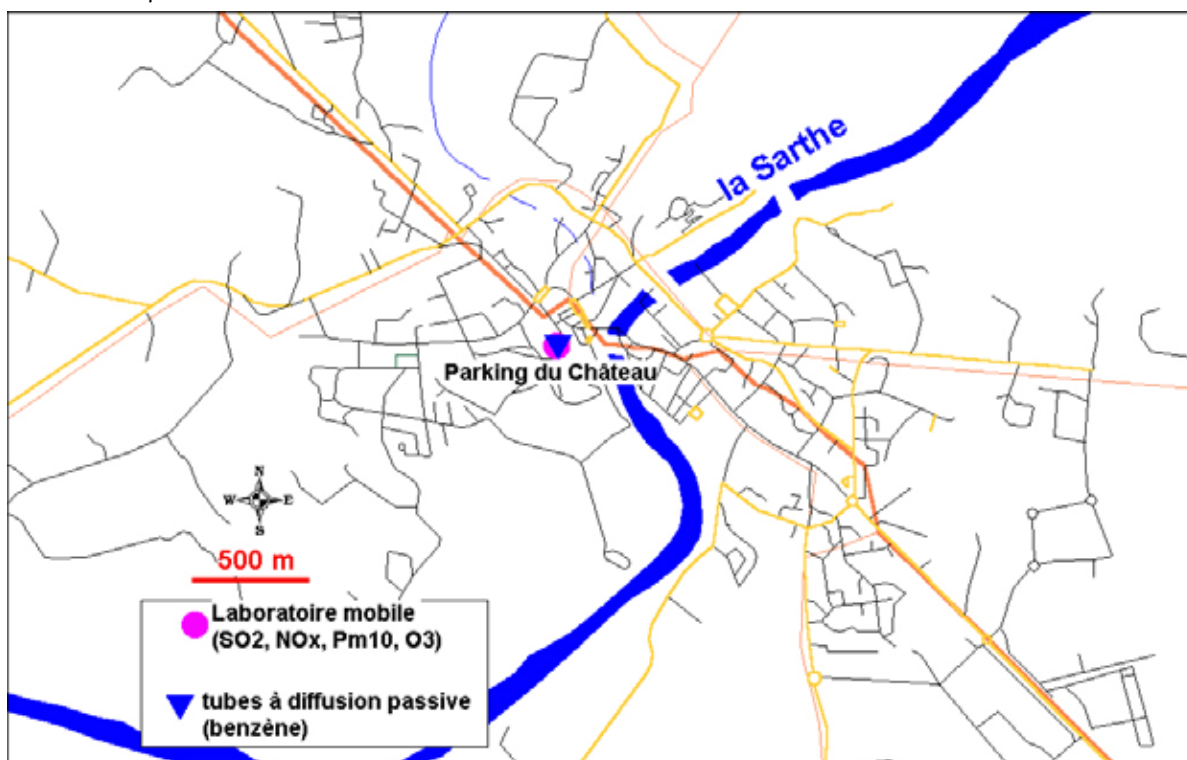 la Sarthe
Parking du Château
N
W E
S
500 m
Laboratoire mobile
(SO2, NOx, Pm10, O3)
tubes à diffusion passive
(benzène)